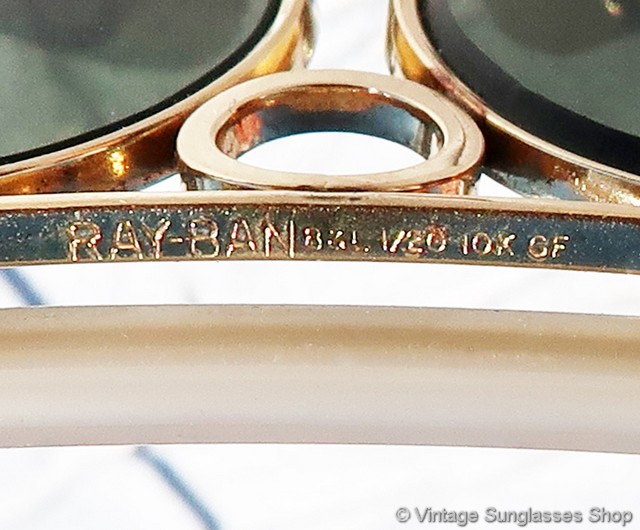 RAY-BAN B&L 1/20 10K GF
© Vintage Sunglasses Shop